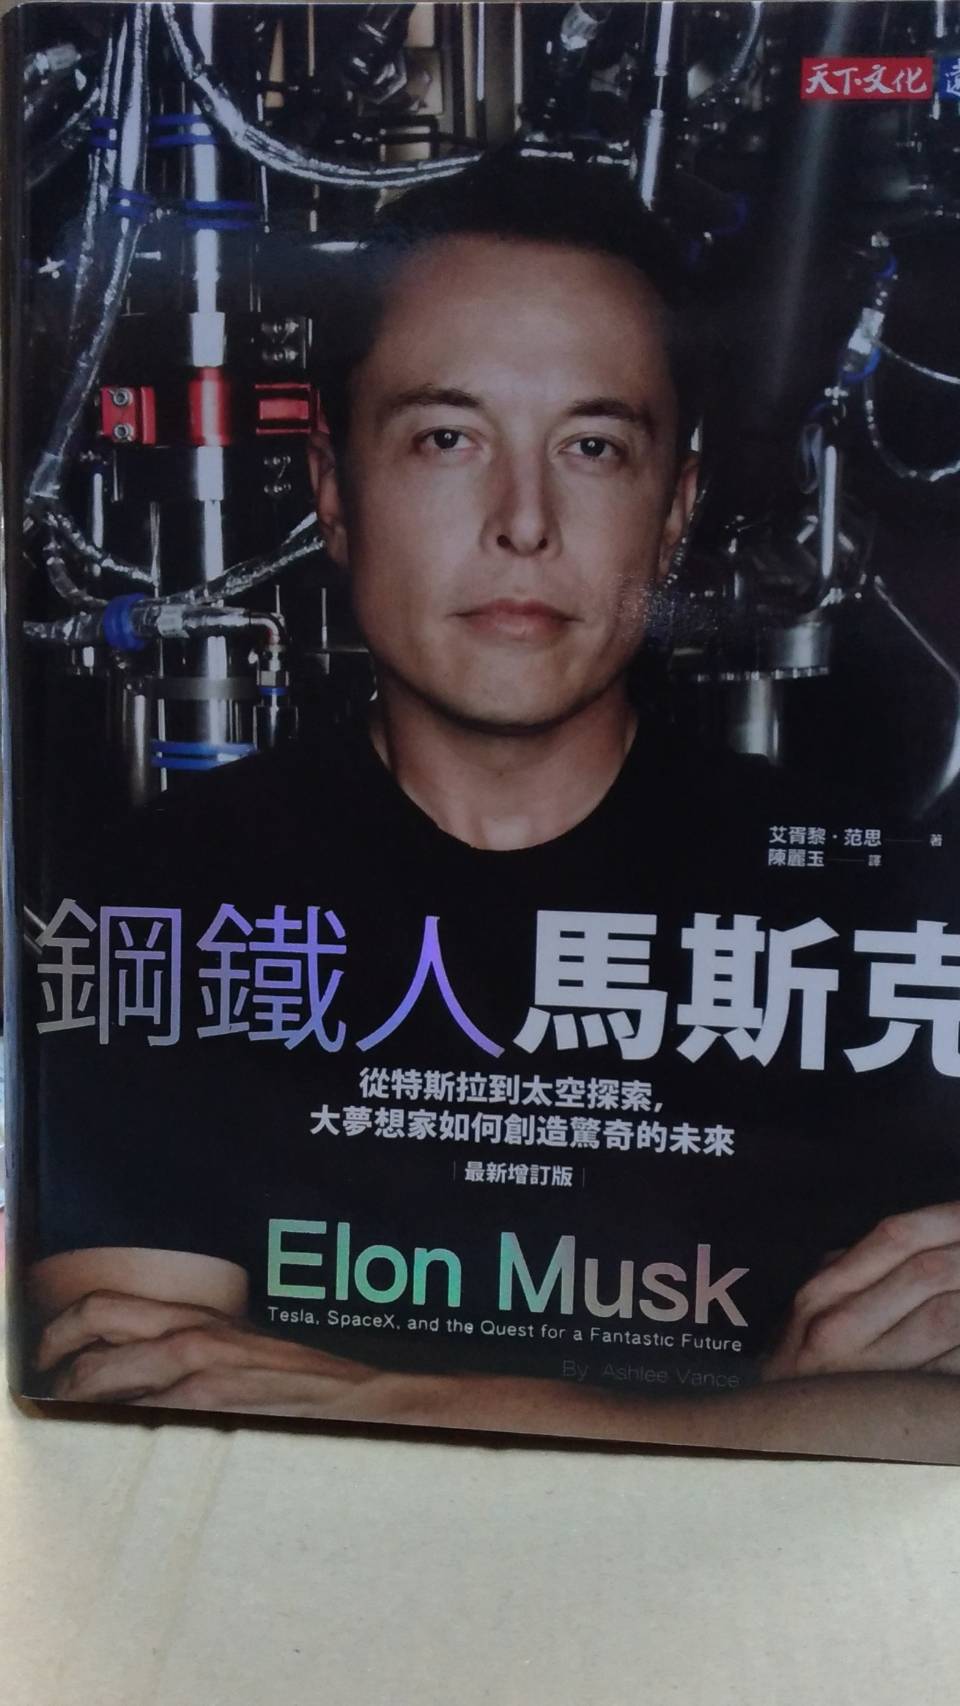 天下文化
艾胥黎・范思 著
陳麗玉 譯
鋼鐵人馬斯克
從特斯拉到太空探索,
大夢想家如何創造驚奇的未來
最新增訂版
Elon Musk
Tesla, SpaceX, and the Quest for a Fantastic Future
By Ashlee Vance